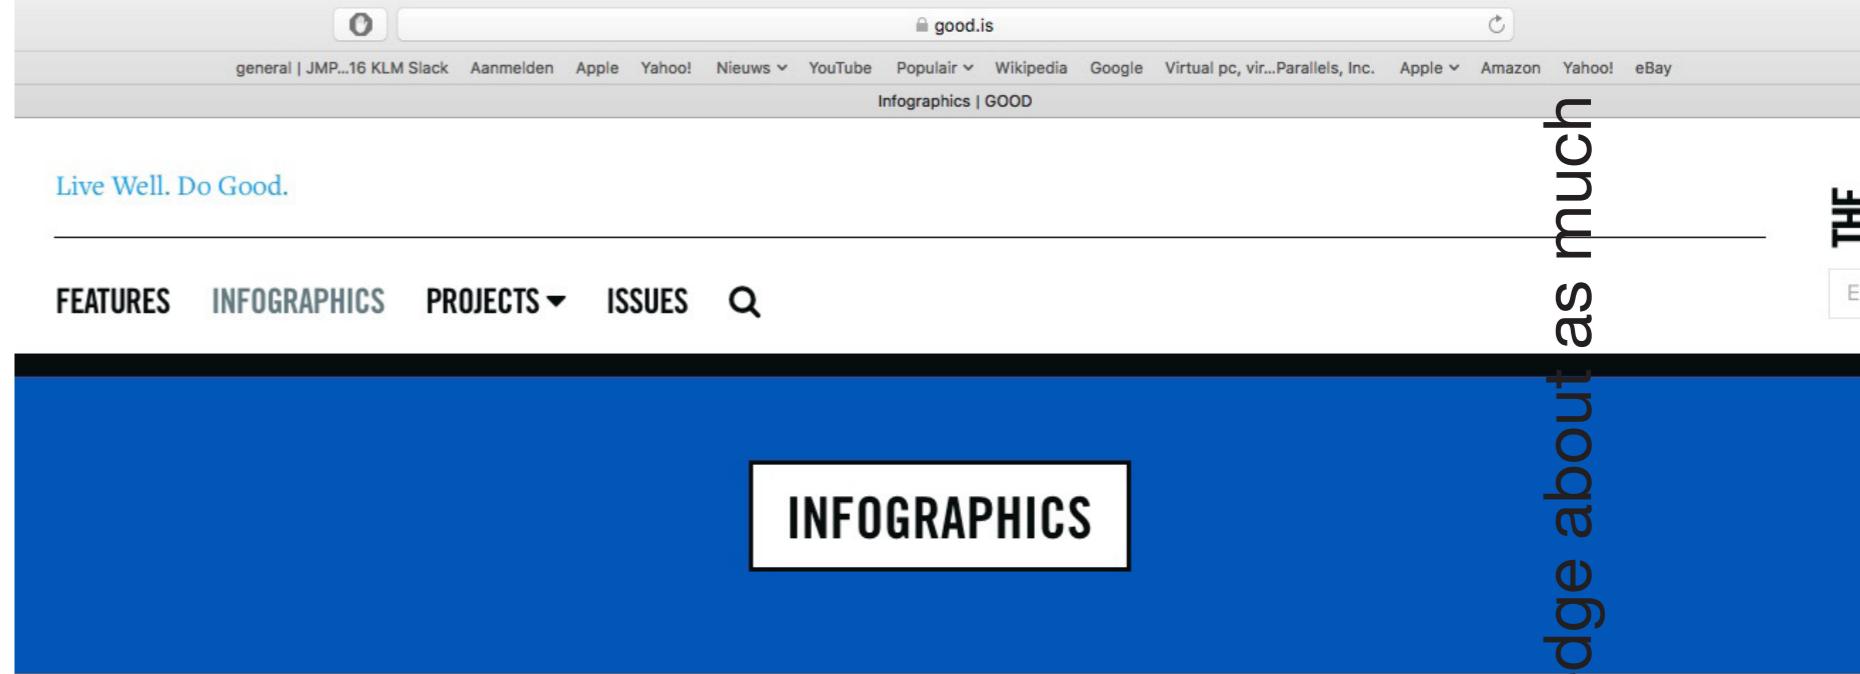 good.is
general | JMP...16 KLM Slack Aanmelden Apple Yahoo! Nieuws YouTube Populair Wikipedia Google Virtual pc, vir...Parallels, Inc. Apple Amazon Yahoo! eBay
Infographics | GOOD
Live Well. Do Good.
FEATURES INFOGRAPHICS PROJECTS ISSUES
INFOGRAPHICS
about as much
THE